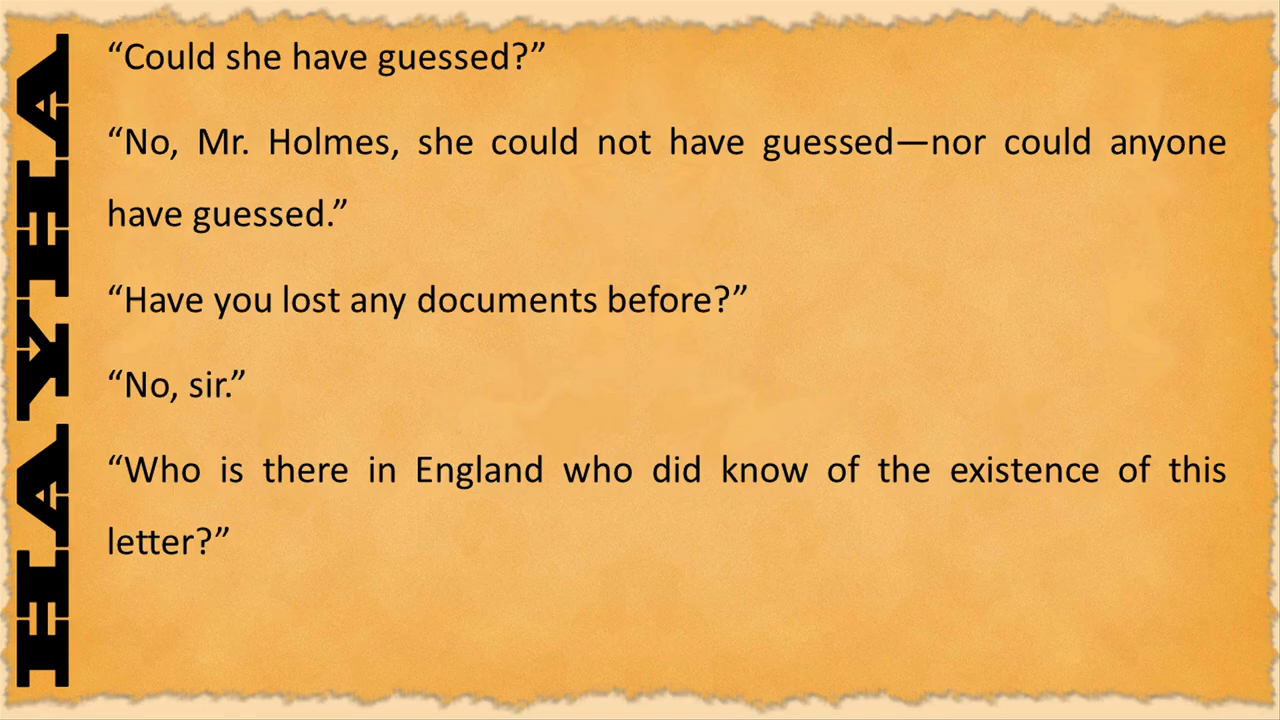 HAYHA
“Could she have guessed?”
“No, Mr. Holmes, she could not have guessed—nor could anyone
have guessed.”
“Have you lost any documents before?”
“No, sir.”
“Who is there in England who did know of the existence of this
letter?”